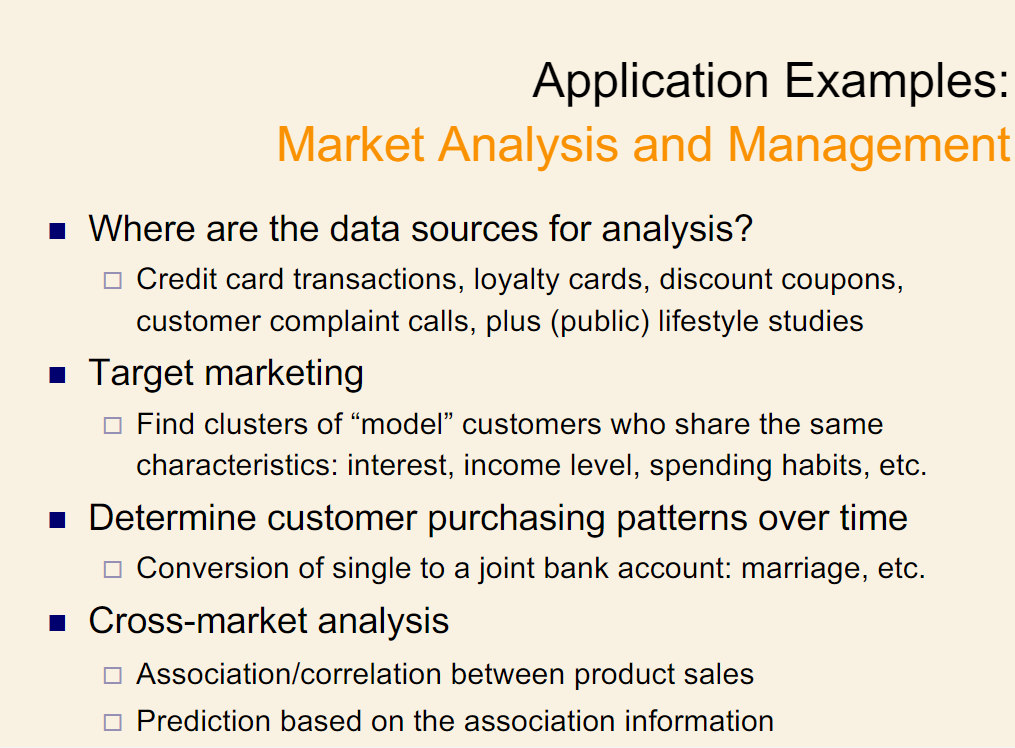 Application Examples:
Market Analysis and Management
Where are the data sources for analysis?
Credit card transactions, loyalty cards, discount coupons,
customer complaint calls, plus (public) lifestyle studies
Target marketing
Find clusters of “model” customers who share the same
characteristics: interest, income level, spending habits, etc.
Determine customer purchasing patterns over time
Conversion of single to a joint bank account: marriage, etc.
Cross-market analysis
Association/correlation between product sales
Prediction based on the association information